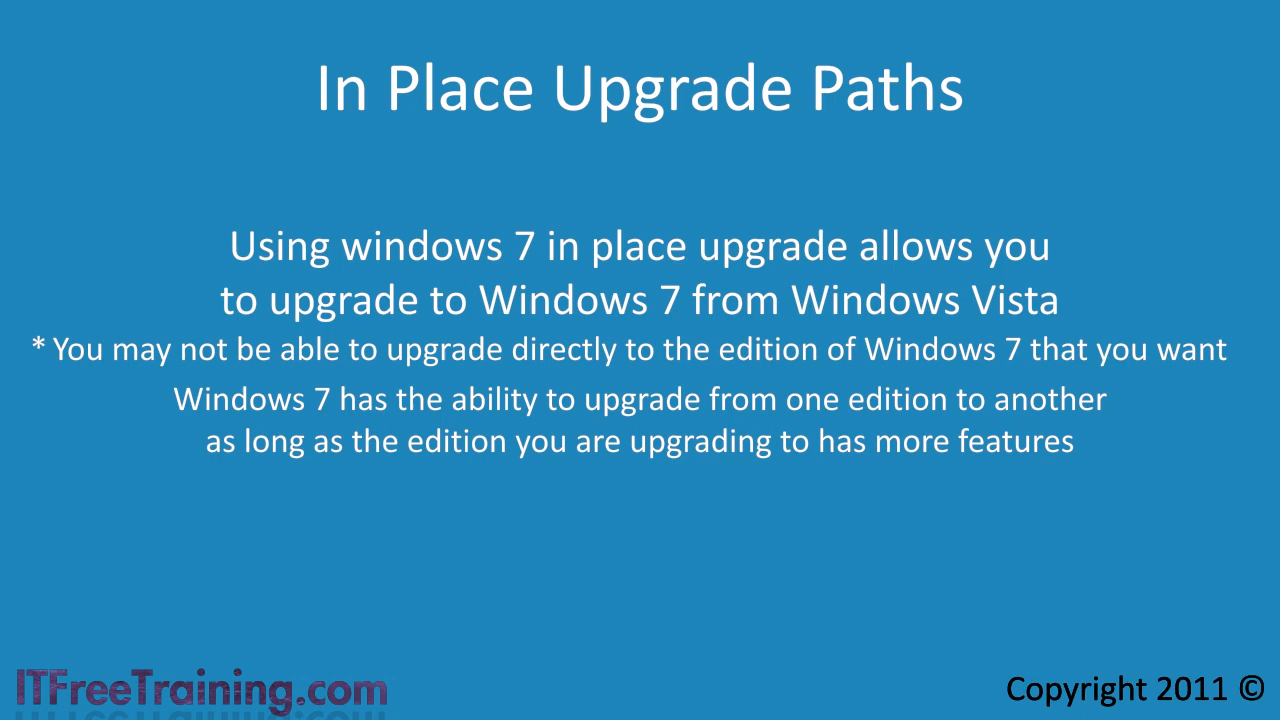 In Place Upgrade Paths
Using windows 7 in place upgrade allows you
to upgrade to Windows 7 from Windows Vista
* You may not be able to upgrade directly to the edition of Windows 7 that you want
Windows 7 has the ability to upgrade from one edition to another
as long as the edition you are upgrading to has more features
ITFreeTraining.com
Copyright 2011 ©